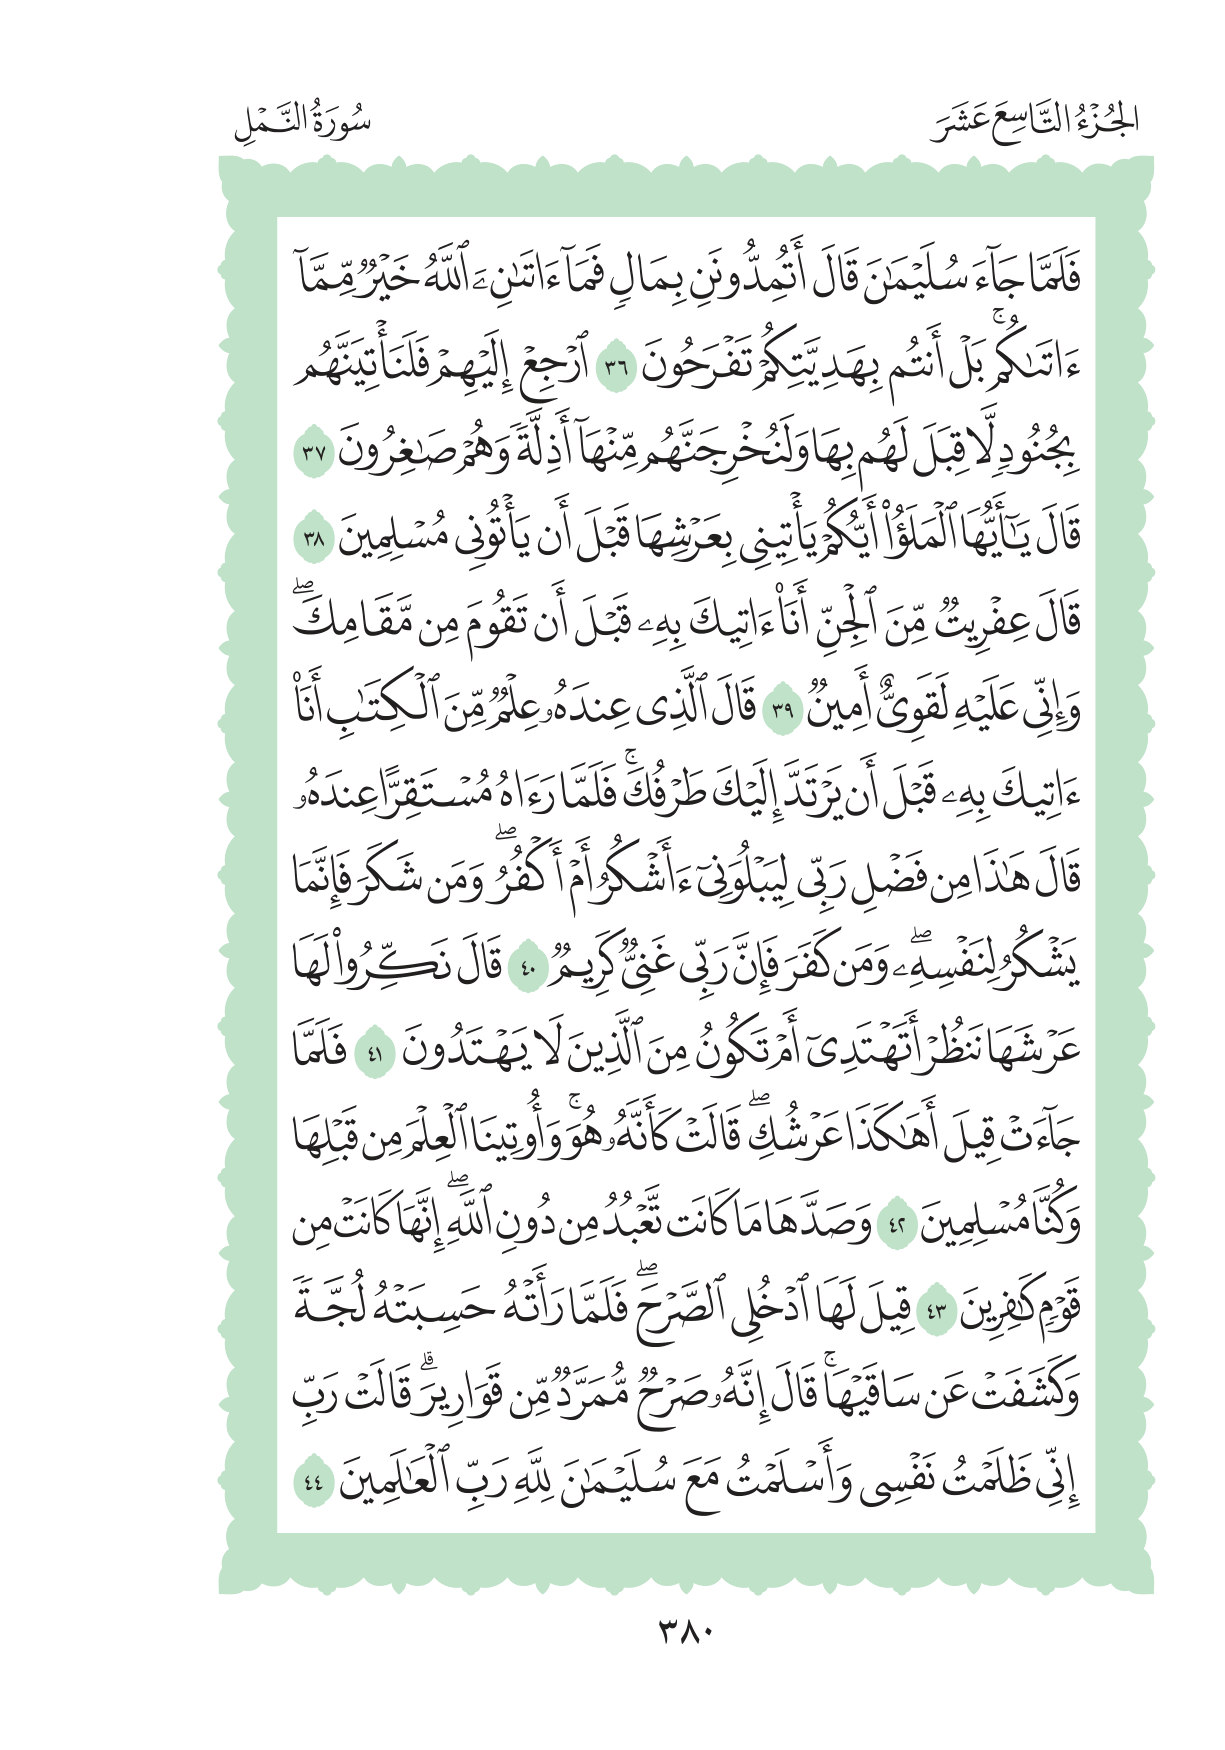 الجُزْءُ التَّاسِعَ عَشَرَ
سُورَةُ النَّمْلِ
فَلَمَّا جَآءَ سُلَيْمَٰنَ قَالَ أَتُمِدُّونَنِ بِمَالٍ فَمَآ ءَاتَىٰنِۦَ ٱللَّهُ خَيْرٌ مِّمَّآ
ءَاتَىٰكُمۚ بَلْ أَنتُم بِهَدِيَّتِكُمْ تَفْرَحُونَ ٣٦ ٱرْجِعْ إِلَيْهِمْ فَلَنَأْتِيَنَّهُم
بِجُنُودٍ لَّا قِبَلَ لَهُم بِهَا وَلَنُخْرِجَنَّهُم مِّنْهَآ أَذِلَّةً وَهُمْ صَٰغِرُونَ ٣٧
قَالَ يَٰٓأَيُّهَا ٱلْمَلَؤُا۟ أَيُّكُمْ يَأْتِينِى بِعَرْشِهَا قَبْلَ أَن يَأْتُونِى مُسْلِمِينَ ٣٨
قَالَ عِفْرِيتٌ مِّنَ ٱلْجِنِّ أَنَا۠ ءَاتِيكَ بِهِۦ قَبْلَ أَن تَقُومَ مِن مَّقَامِكَۖ
وَإِنِّى عَلَيْهِ لَقَوِىٌّ أَمِينٌ ٣٩ قَالَ ٱلَّذِى عِندَهُۥ عِلْمٌ مِّنَ ٱلْكِتَٰبِ أَنَا۠
ءَاتِيكَ بِهِۦ قَبْلَ أَن يَرْتَدَّ إِلَيْكَ طَرْفُكَۚ فَلَمَّا رَءَاهُ مُسْتَقِرًّا عِندَهُۥ
قَالَ هَٰذَا مِن فَضْلِ رَبِّى لِيَبْلُوَنِىٓ ءَأَشْكُرُ أَمْ أَكْفُرُۖ وَمَن شَكَرَ فَإِنَّمَا
يَشْكُرُ لِنَفْسِهِۦۖ وَمَن كَفَرَ فَإِنَّ رَبِّى غَنِىٌّ كَرِيمٌ ٤٠ قَالَ نَكِّرُوا۟ لَهَا
عَرْشَهَا نَنظُرْ أَتَهْتَدِىٓ أَمْ تَكُونُ مِنَ ٱلَّذِينَ لَا يَهْتَدُونَ ٤١ فَلَمَّا
جَآءَتْ قِيلَ أَهَٰكَذَا عَرْشُكِۖ قَالَتْ كَأَنَّهُۥ هُوَۚ وَأُوتِينَا ٱلْعِلْمَ مِن قَبْلِهَا
وَكُنَّا مُسْلِمِينَ ٤٢ وَصَدَّهَا مَا كَانَت تَّعْبُدُ مِن دُونِ ٱللَّهِۖ إِنَّهَا كَانَتْ مِن
قَوْمٍ كَٰفِرِينَ ٤٣ قِيلَ لَهَا ٱدْخُلِى ٱلصَّرْحَۖ فَلَمَّا رَأَتْهُ حَسِبَتْهُ لُجَّةً
وَكَشَفَتْ عَن سَاقَيْهَاۚ قَالَ إِنَّهُۥ صَرْحٌ مُّمَرَّدٌ مِّن قَوَارِيرَۗ قَالَتْ رَبِّ
إِنِّى ظَلَمْتُ نَفْسِى وَأَسْلَمْتُ مَعَ سُلَيْمَٰنَ لِلَّهِ رَبِّ ٱلْعَٰلَمِينَ ٤٤
٣٨٠